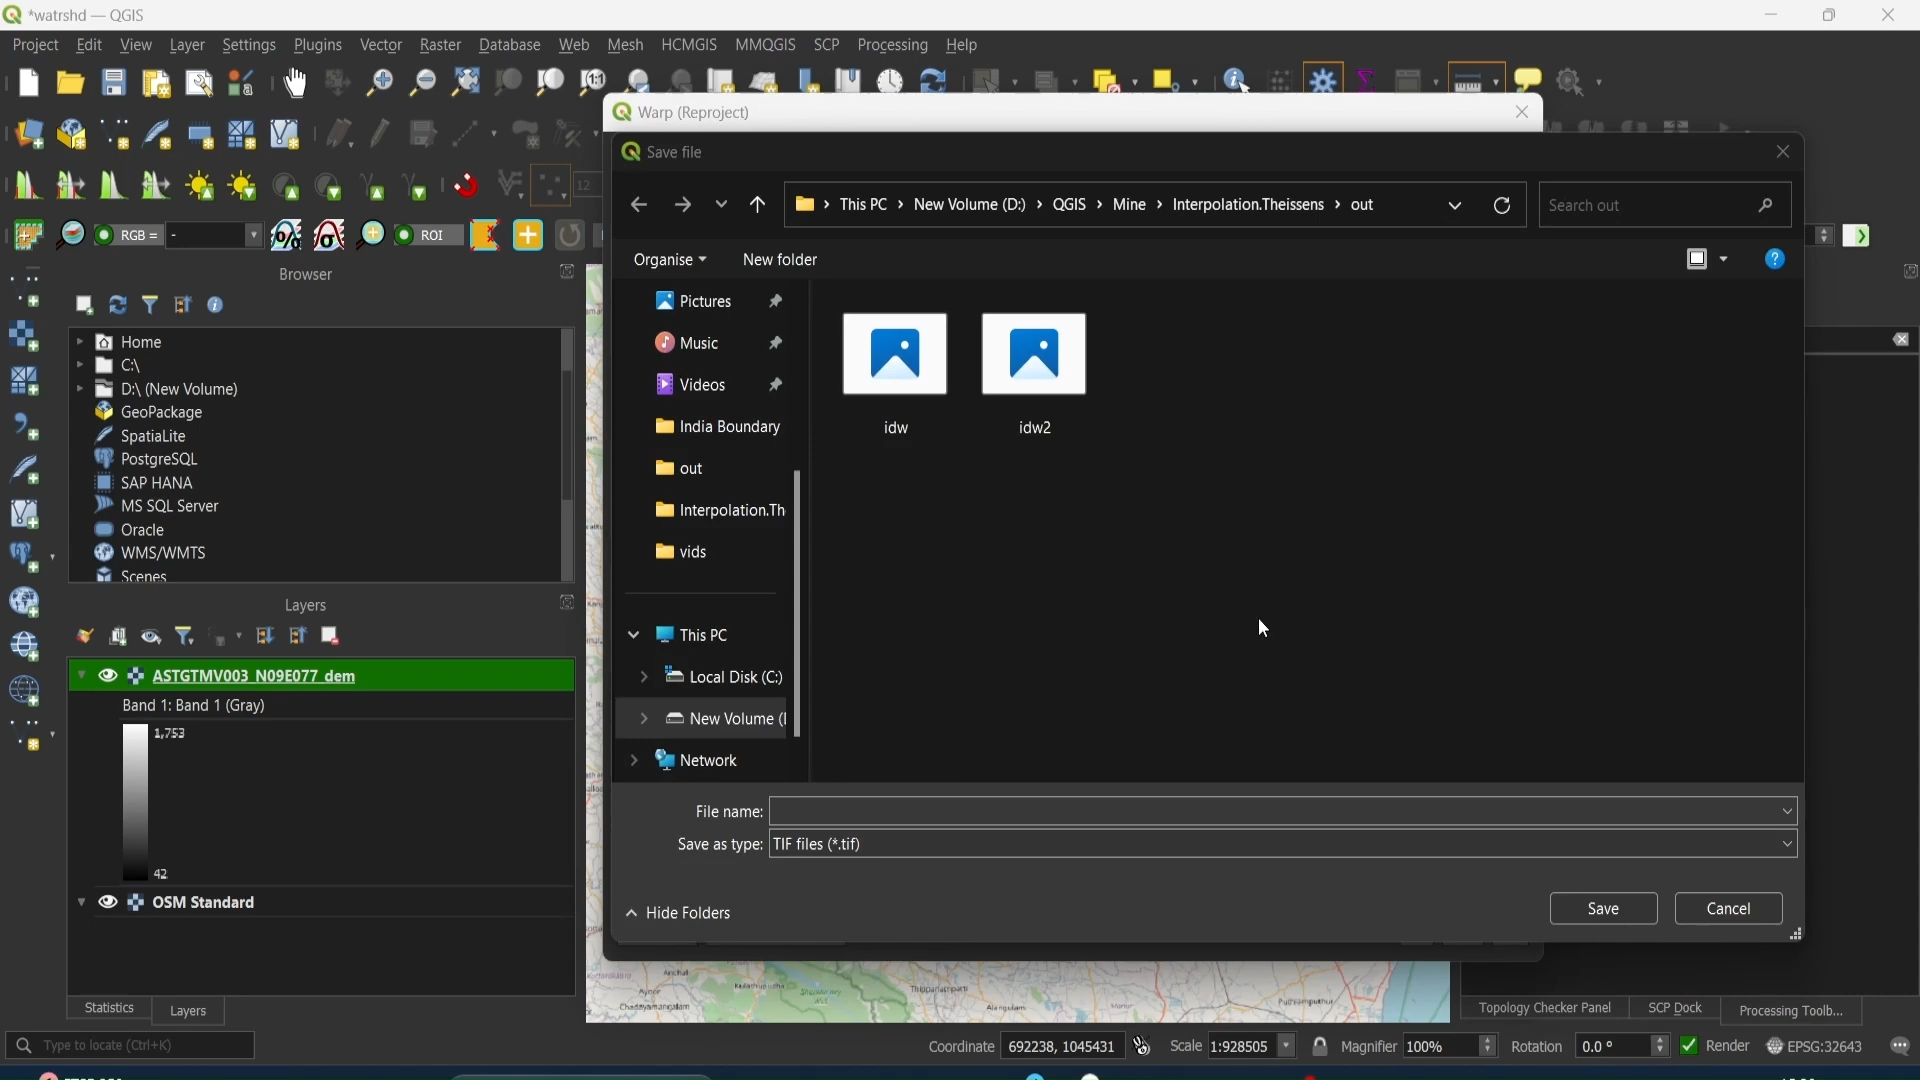 *watrshd — QGIS
Project Edit View Layer Settings Plugins Vector Raster Database Web Mesh HCMGIS MMQGIS SCP Processing Help
Warp (Reproject)
Save file
This PC > New Volume (D:) > QGIS > Mine > Interpolation.Theissens > out
Search out
RGB = -
ROI
12
Organise
New folder
Browser
Home
C:\
D:\ (New Volume)
GeoPackage
SpatiaLite
PostgreSQL
SAP HANA
MS SQL Server
Oracle
WMS/WMTS
Scenes
Pictures
Music
Videos
India Boundary
out
Interpolation.Th
vids
This PC
Local Disk (C:)
New Volume (
Network
idw
idw2
Layers
ASTGTMV003_N09E077_dem
Band 1: Band 1 (Gray)
1,753
42
OSM Standard
File name:
Save as type: TIF files (*.tif)
Hide Folders
Save
Cancel
Statistics
Layers
Topology Checker Panel
SCP Dock
Processing Toolb...
Type to locate (Ctrl+K)
Coordinate 692238, 1045431
Scale 1:928505
Magnifier 100%
Rotation 0.0 °
Render
EPSG:32643